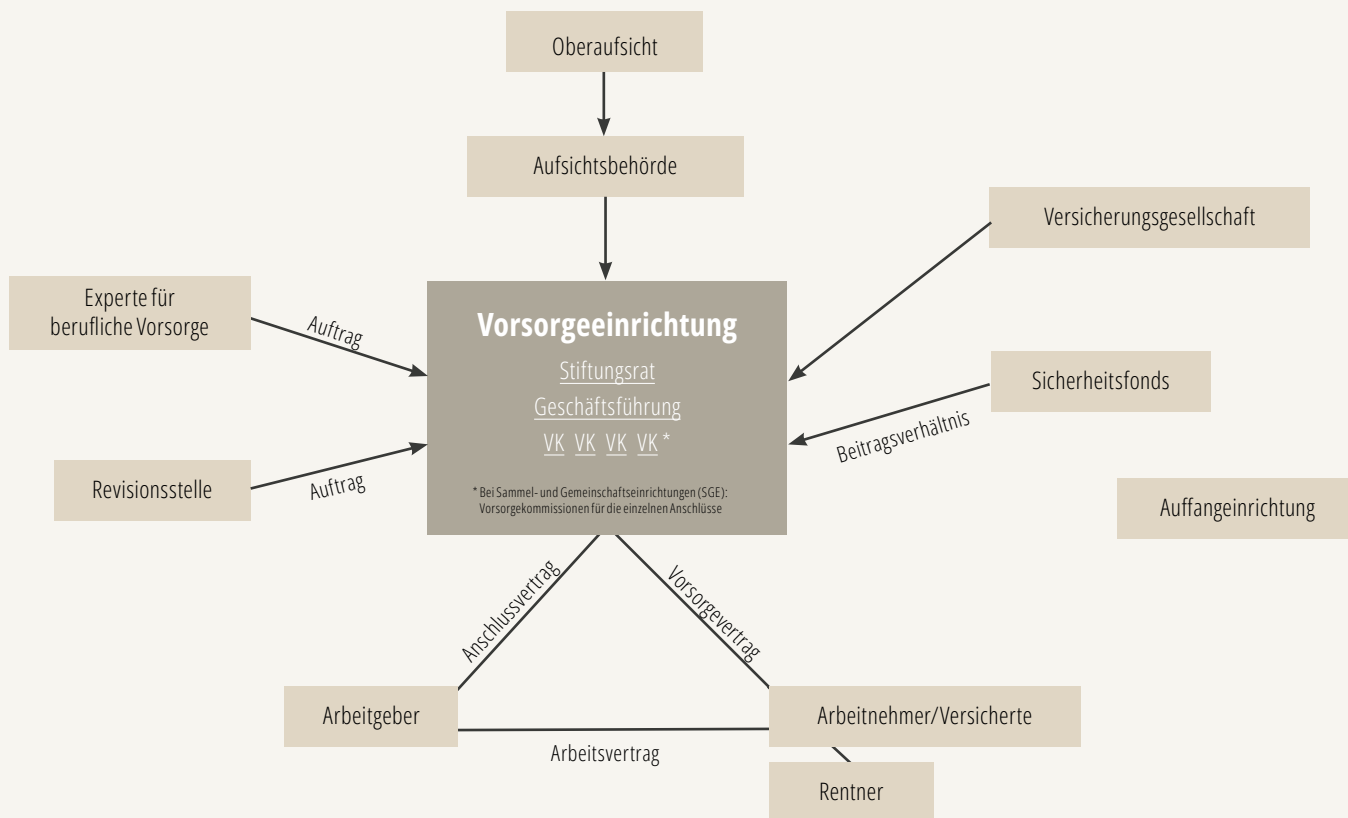 Oberaufsicht
Aufsichtsbehörde
Versicherungsgesellschaft
Experte für
berufliche Vorsorge
Auftrag
Vorsorgeeinrichtung
Stiftungsrat
Geschäftsführung
VK VK VK VK *
* Bei Sammel- und Gemeinschaftseinrichtungen (SGE):
Vorsorgekommissionen für die einzelnen Anschlüsse
Sicherheitsfonds
Beitragsverhältnis
Revisionsstelle
Auftrag
Auffangeinrichtung
Anschlussvertrag
Vorsorgevertrag
Arbeitgeber
Arbeitnehmer/Versicherte
Arbeitsvertrag
Rentner